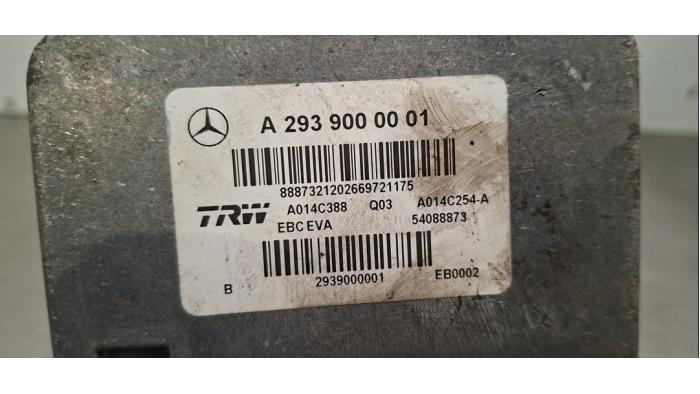 A 293 900 00 01
8887321202669721175
TRW A014C388 Q03 A014C254-A
EBC EVA 54088873
B 2939000001 EB0002